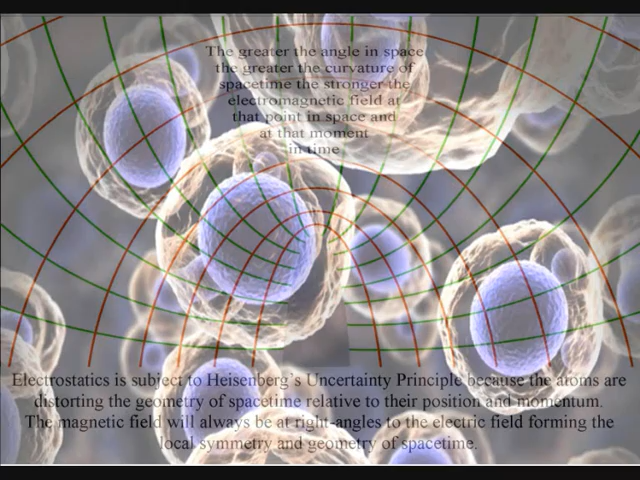 The greater the angle in space
the greater the curvature of
spacetime the stronger the
electromagnetic field at
that point in space and
at that moment
in time
Electrostatics is subject to Heisenberg's Uncertainty Principle because the atoms are
distorting the geometry of spacetime relative to their position and momentum.
The magnetic field will always be at right-angles to the electric field forming the
local symmetry and geometry of spacetime.